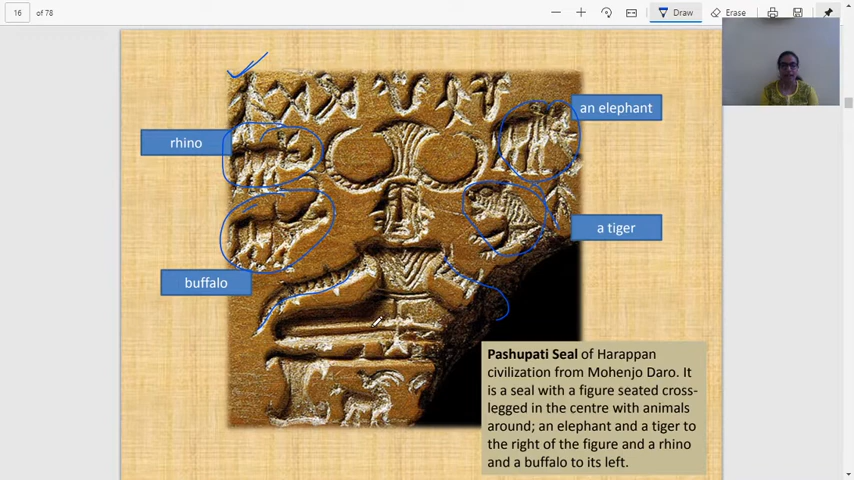 16
of 78
Draw
Erase
an elephant
rhino
a tiger
buffalo
Pashupati Seal of Harappan
civilization from Mohenjo Daro. It
is a seal with a figure seated cross-
legged in the centre with animals
around; an elephant and a tiger to
the right of the figure and a rhino
and a buffalo to its left.